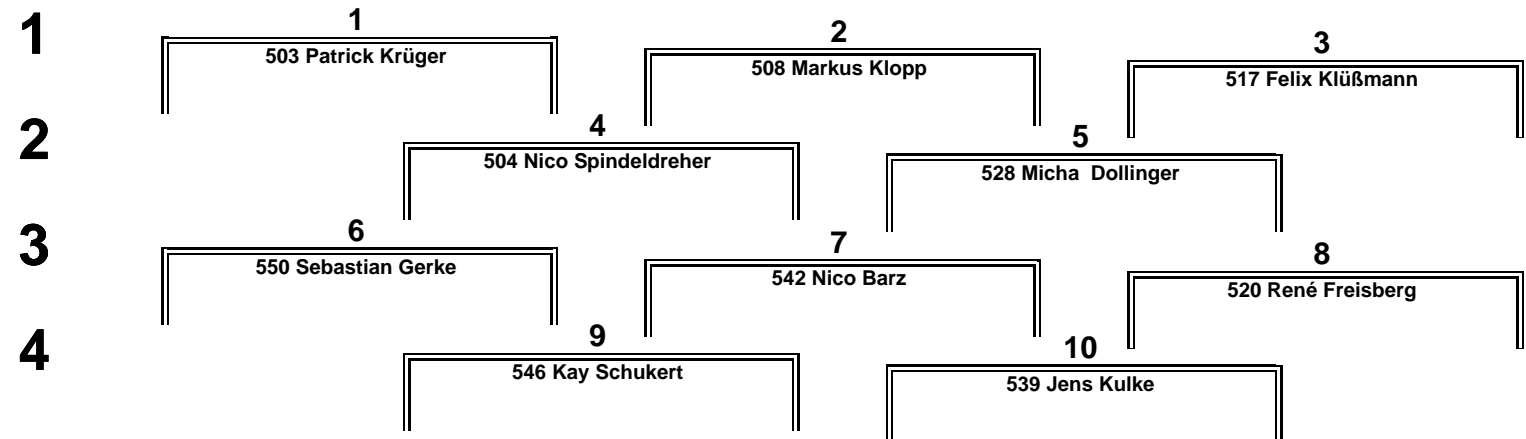 1
1
2
3
503 Patrick Krüger
508 Markus Klopp
517 Felix Klüßmann
2
4
5
504 Nico Spindeldreher
528 Micha  Dollinger
3
6
7
8
550 Sebastian Gerke
542 Nico Barz
520 René Freisberg
4
9
10
546 Kay Schukert
539 Jens Kulke